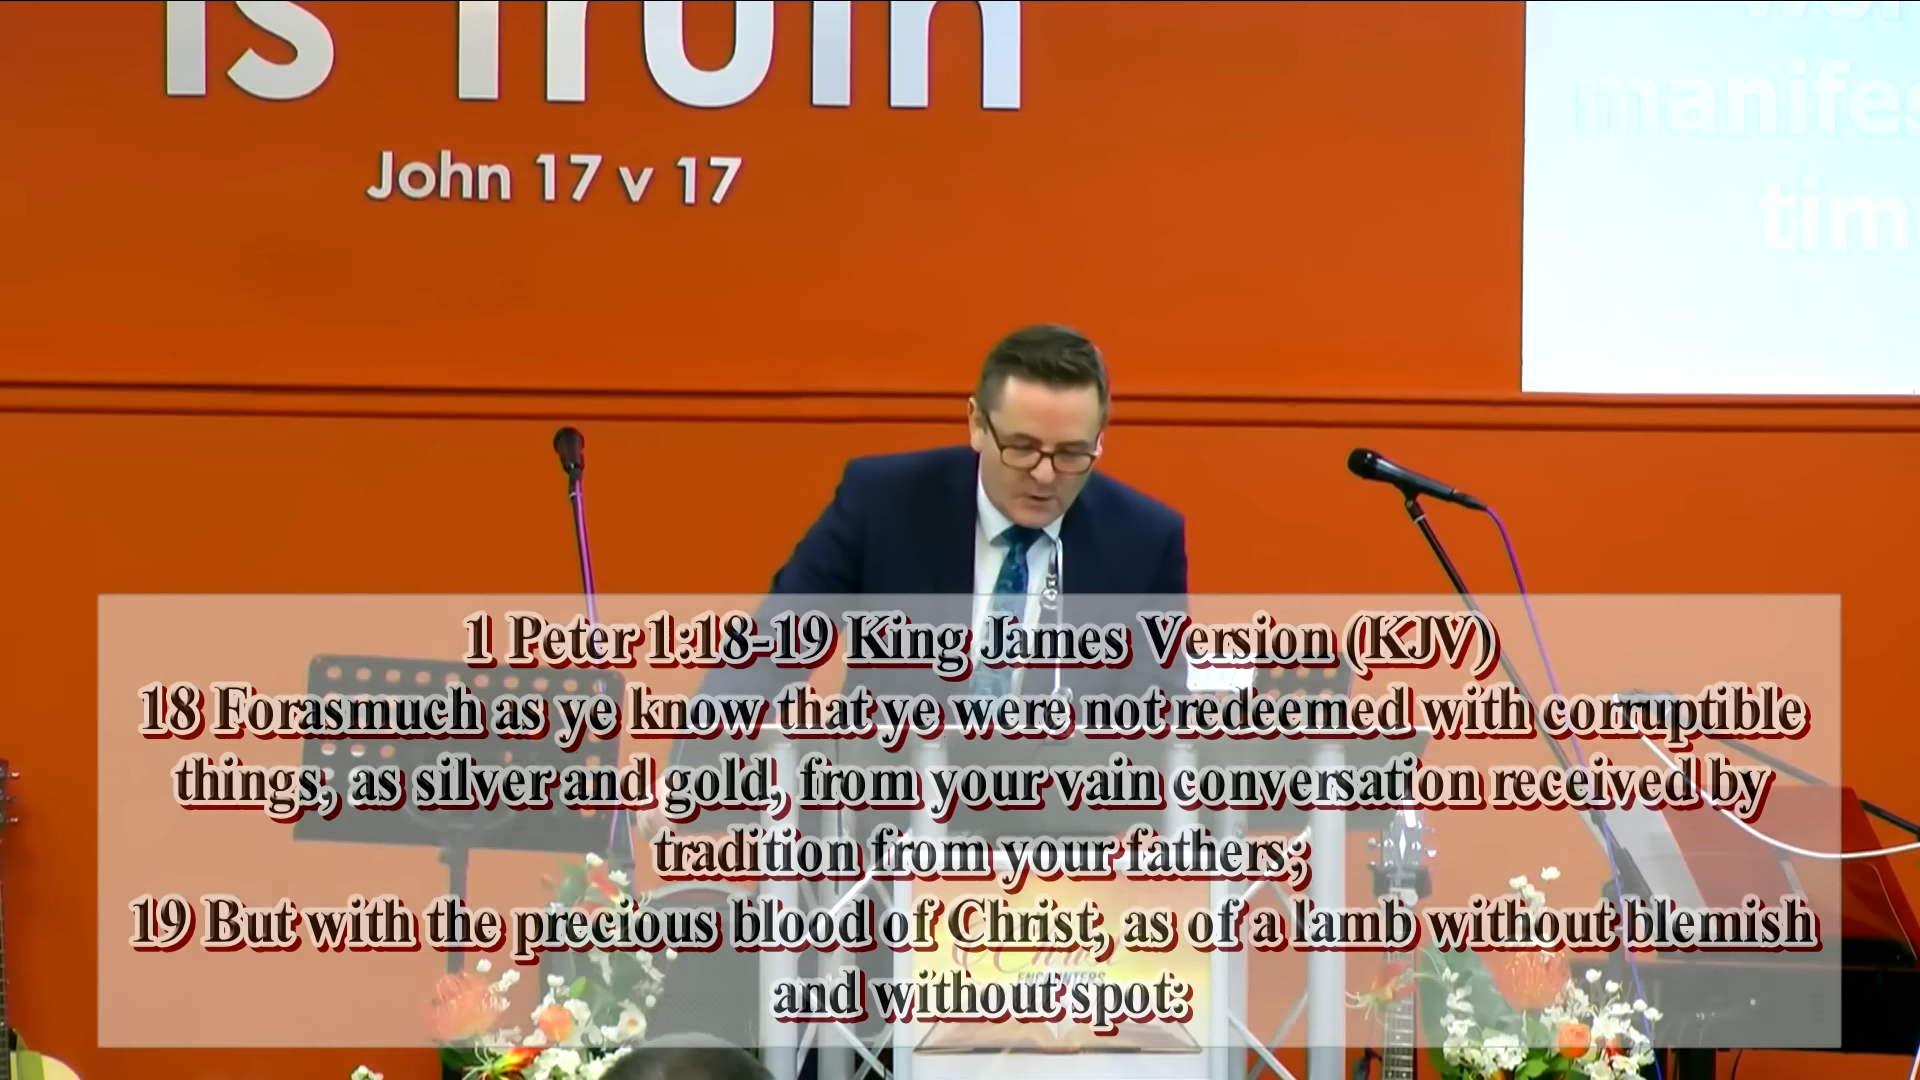 is Truth
John 17 v 17
manifes
tim
1 Peter 1:18-19 King James Version (KJV)
18 Forasmuch as ye know that ye were not redeemed with corruptible
things, as silver and gold, from your vain conversation received by
tradition from your fathers;
19 But with the precious blood of Christ, as of a lamb without blemish
and without spot:
ENCOUNTERS